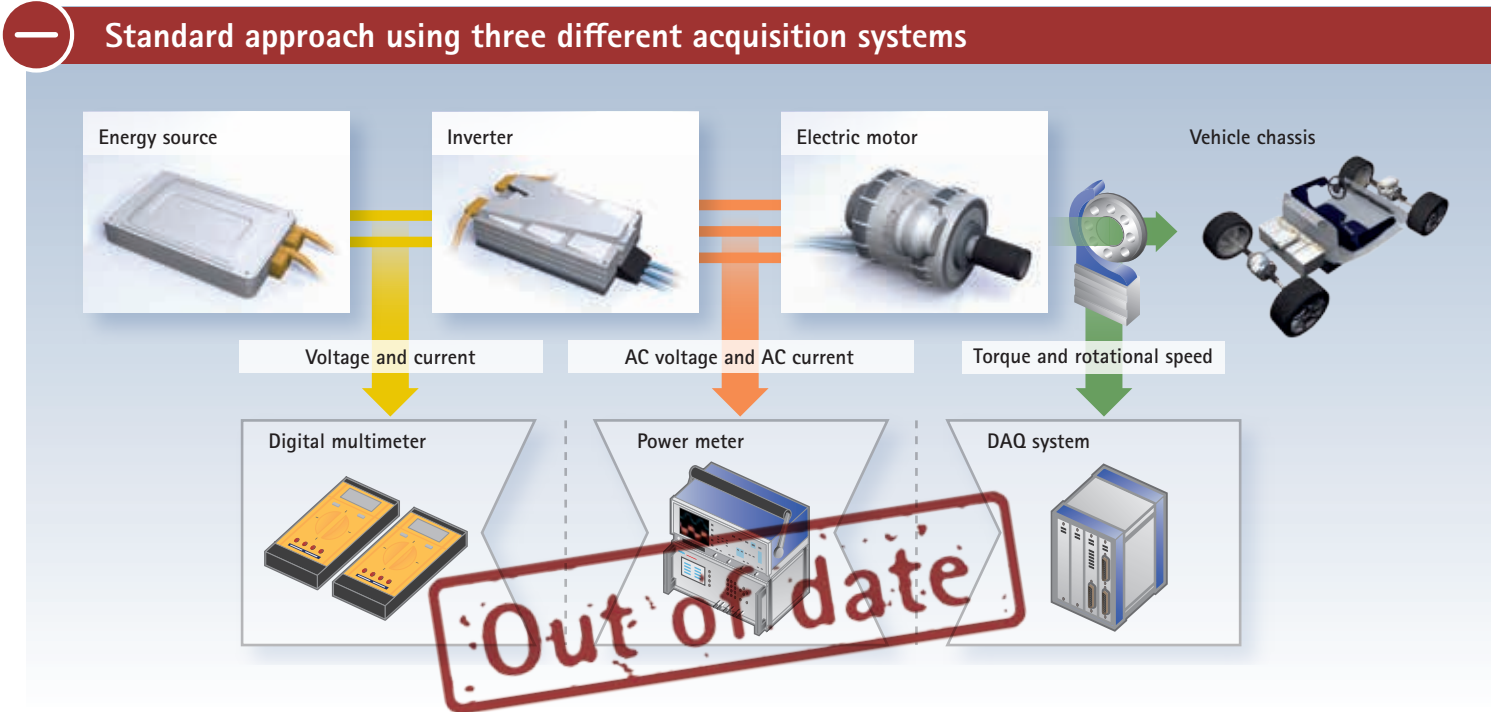 Standard approach using three different acquisition systems
Energy source
Inverter
Electric motor
Vehicle chassis
Voltage and current
AC voltage and AC current
Torque and rotational speed
Digital multimeter
Power meter
DAQ system
Out of date